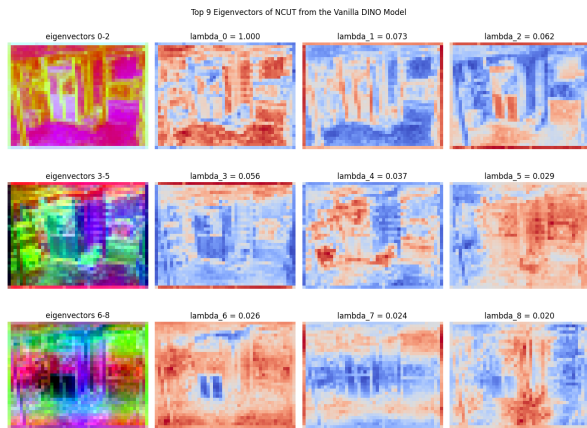 Top 9 Eigenvectors of NCUT from the Vanilla DINO Model
eigenvectors 0-2
lambda_0 = 1.000
lambda_1 = 0.073
lambda_2 = 0.062
eigenvectors 3-5
lambda_3 = 0.056
lambda_4 = 0.037
lambda_5 = 0.029
eigenvectors 6-8
lambda_6 = 0.026
lambda_7 = 0.024
lambda_8 = 0.020